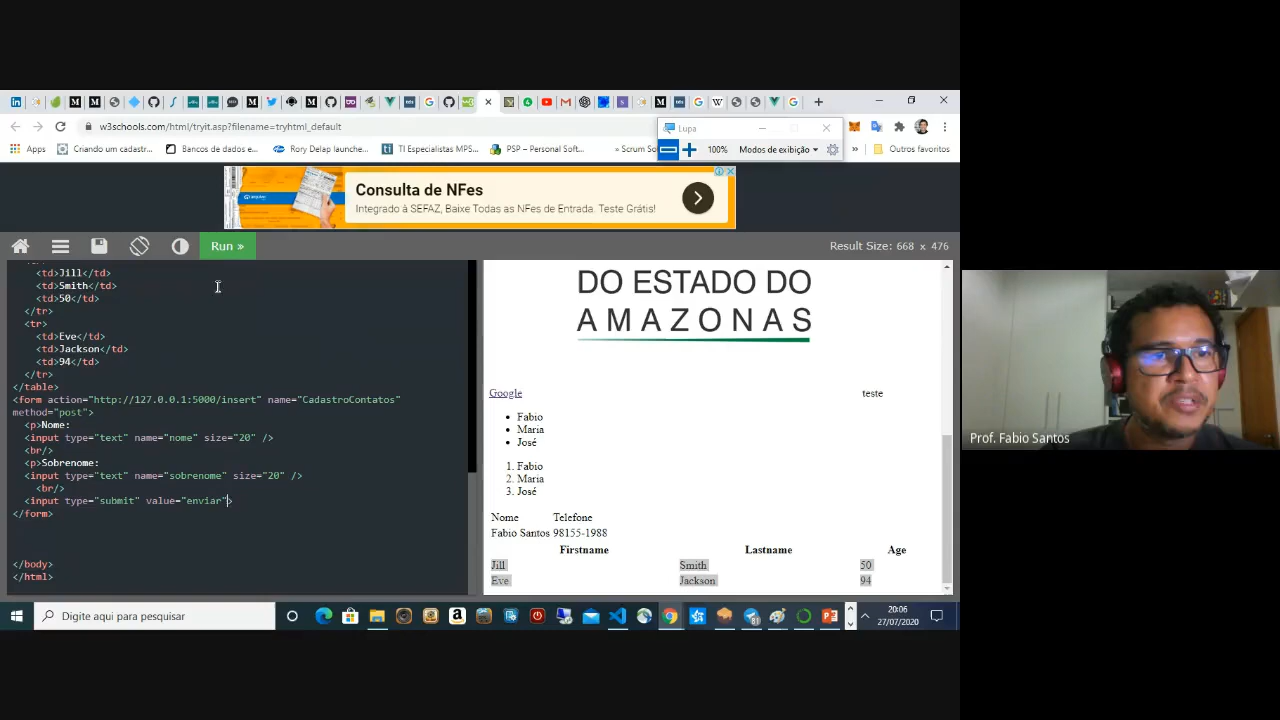 w3schools.com/html/tryit.asp?filename=tryhtml_default
Lupa
Apps
Criando um cadastr...
Bancos de dados e...
Rory Delap launcher...
TI Especialistas MPS...
PSP – Personal Soft...
» Scrum So
100%
Modos de exibição
»
Outros favoritos
Consulta de NFes
Integrado à SEFAZ, Baixe Todas as NFes de Entrada. Teste Grátis!
Run »
Result Size: 668 x 476
<td>Jill</td>
<td>Smith</td>
<td>50</td>
</tr>
<tr>
<td>Eve</td>
<td>Jackson</td>
<td>94</td>
</tr>
</table>
<form action="http://127.0.0.1:5000/insert" name="CadastroContatos"
method="post">
<p>Nome:
<input type="text" name="nome" size="20" />
<br/>
<p>Sobrenome:
<input type="text" name="sobrenome" size="20" />
<br/>
<input type="submit" value="enviar">
</form>
</body>
</html>
DO ESTADO DO
AMAZONAS
Google teste
Fabio
Maria
José
1. Fabio
2. Maria
3. José
Nome Telefone
Fabio Santos 98155-1988
Firstname Lastname Age
Jill Smith 50
Eve Jackson 94
Prof. Fabio Santos
Digite aqui para pesquisar
20:06
27/07/2020